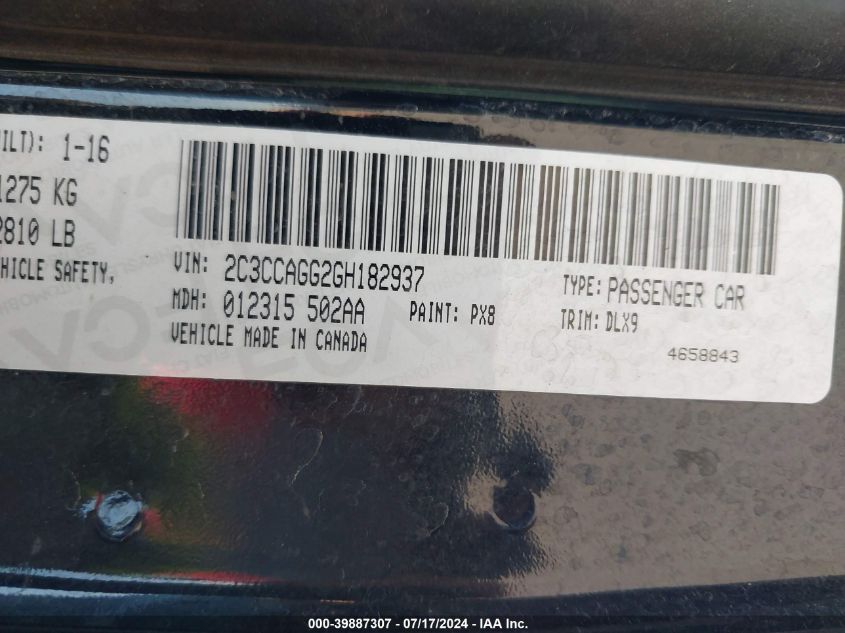 ILT): 1-16
1275 KG
2810 LB
HICLE SAFETY,
VIN: 2C3CCAGG2GH182937
TYPE: PASSENGER CAR
MDH: 012315 502AA
PAINT: PX8
TRIM: DLX9
VEHICLE MADE IN CANADA
4658843
000-39887307 - 07/17/2024 - IAA Inc.